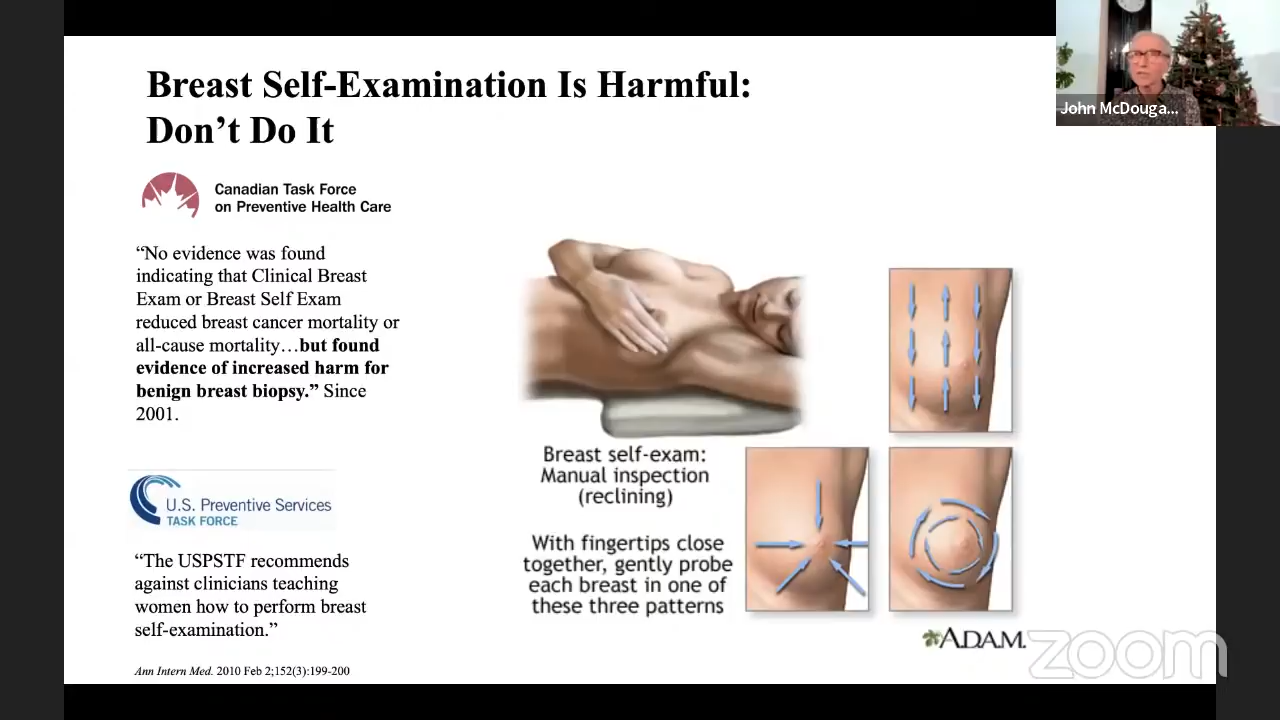 Breast Self-Examination Is Harmful:
Don’t Do It
Canadian Task Force
on Preventive Health Care
“No evidence was found
indicating that Clinical Breast
Exam or Breast Self Exam
reduced breast cancer mortality or
all-cause mortality…but found
evidence of increased harm for
benign breast biopsy.” Since
2001.
U.S. Preventive Services
TASK FORCE
“The USPSTF recommends
against clinicians teaching
women how to perform breast
self-examination.”
Ann Intern Med. 2010 Feb 2;152(3):199-200
Breast self-exam:
Manual inspection
(reclining)
With fingertips close
together, gently probe
each breast in one of
these three patterns
A.D.A.M.
John McDouga...
zoom